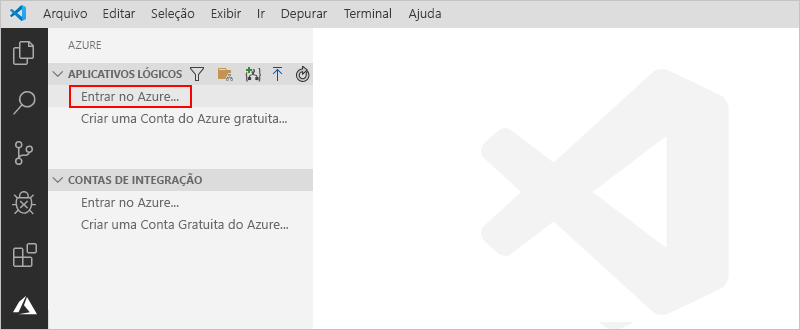 Arquivo Editar Seleção Exibir Ir Depurar Terminal Ajuda
AZURE
APLICATIVOS LÓGICOS
Entrar no Azure...
Criar uma Conta do Azure gratuita...
CONTAS DE INTEGRAÇÃO
Entrar no Azure...
Criar uma Conta Gratuita do Azure...